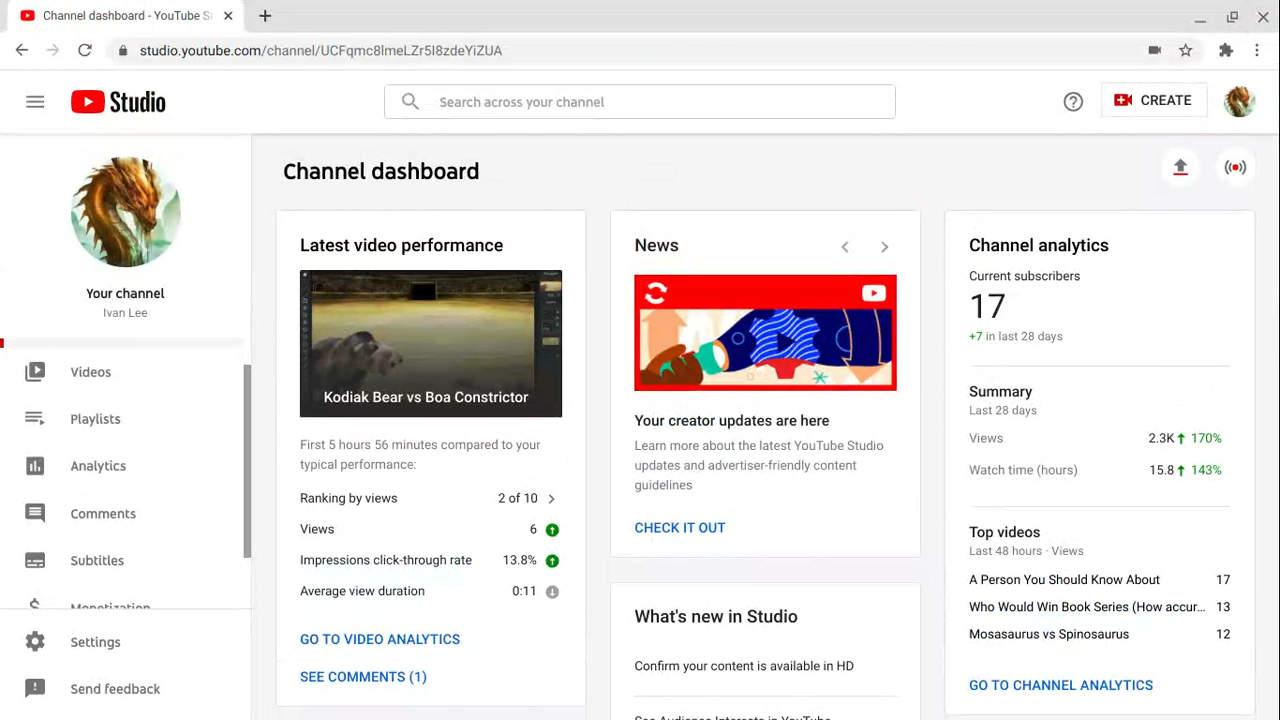 Channel dashboard - YouTube S
studio.youtube.com/channel/UCFqmc8lmeLZr5I8zdeYiZUA
Studio
Search across your channel
CREATE
Your channel
Ivan Lee
Videos
Playlists
Analytics
Comments
Subtitles
Monetization
Settings
Send feedback
Channel dashboard
Latest video performance
Kodiak Bear vs Boa Constrictor
First 5 hours 56 minutes compared to your
typical performance:
Ranking by views 2 of 10
Views 6
Impressions click-through rate 13.8%
Average view duration 0:11
GO TO VIDEO ANALYTICS
SEE COMMENTS (1)
News
Your creator updates are here
Learn more about the latest YouTube Studio
updates and advertiser-friendly content
guidelines
CHECK IT OUT
What's new in Studio
Confirm your content is available in HD
See Audience Interests in YouTube
Channel analytics
Current subscribers
17
+7 in last 28 days
Summary
Last 28 days
Views 2.3K 170%
Watch time (hours) 15.8 143%
Top videos
Last 48 hours · Views
A Person You Should Know About 17
Who Would Win Book Series (How accur... 13
Mosasaurus vs Spinosaurus 12
GO TO CHANNEL ANALYTICS